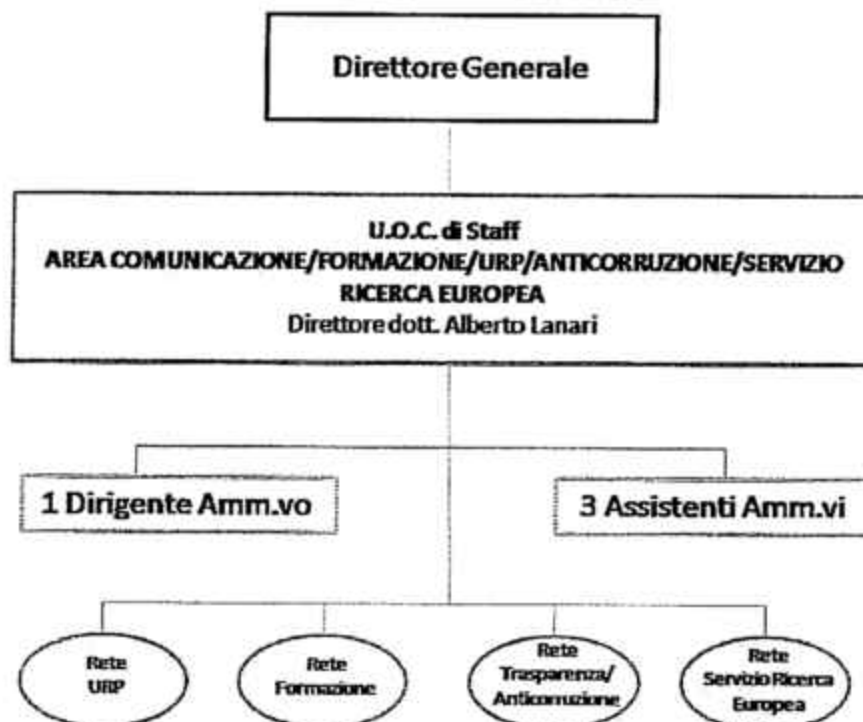 Direttore Generale
U.O.C. di Staff
AREA COMUNICAZIONE/FORMAZIONE/URP/ANTICORRUZIONE/SERVIZIO
RICERCA EUROPEA
Direttore dott. Alberto Lanari
1 Dirigente Amm.vo
3 Assistenti Amm.vi
Rete
URP
Rete
Formazione
Rete
Trasparenza/
Anticorruzione
Rete
Servizio Ricerca
Europea